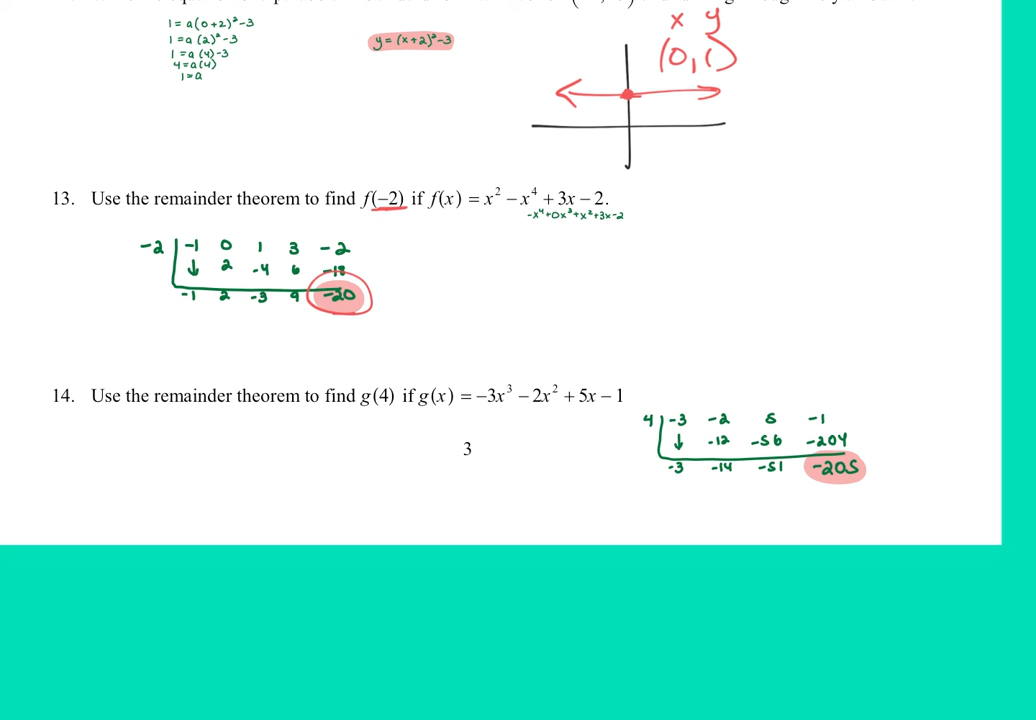 1 = a(0+2)²-3
1 = a (2)² -3
1 = a (4)-3
4 = a(4)
1 = a
y = (x+2)²-3
x y
(0,1)
13. Use the remainder theorem to find f(−2) if f(x) = x² − x⁴ + 3x − 2.
-x⁴+0x³+x²+3x-2
-2 | -1 0 1 3 -2
↓ 2 -4 6 -18
-1 2 -3 9 -20
14. Use the remainder theorem to find g(4) if g(x) = −3x³ − 2x² + 5x − 1
4 | -3 -2 5 -1
↓ -12 -56 -204
-3 -14 -51 -205
3